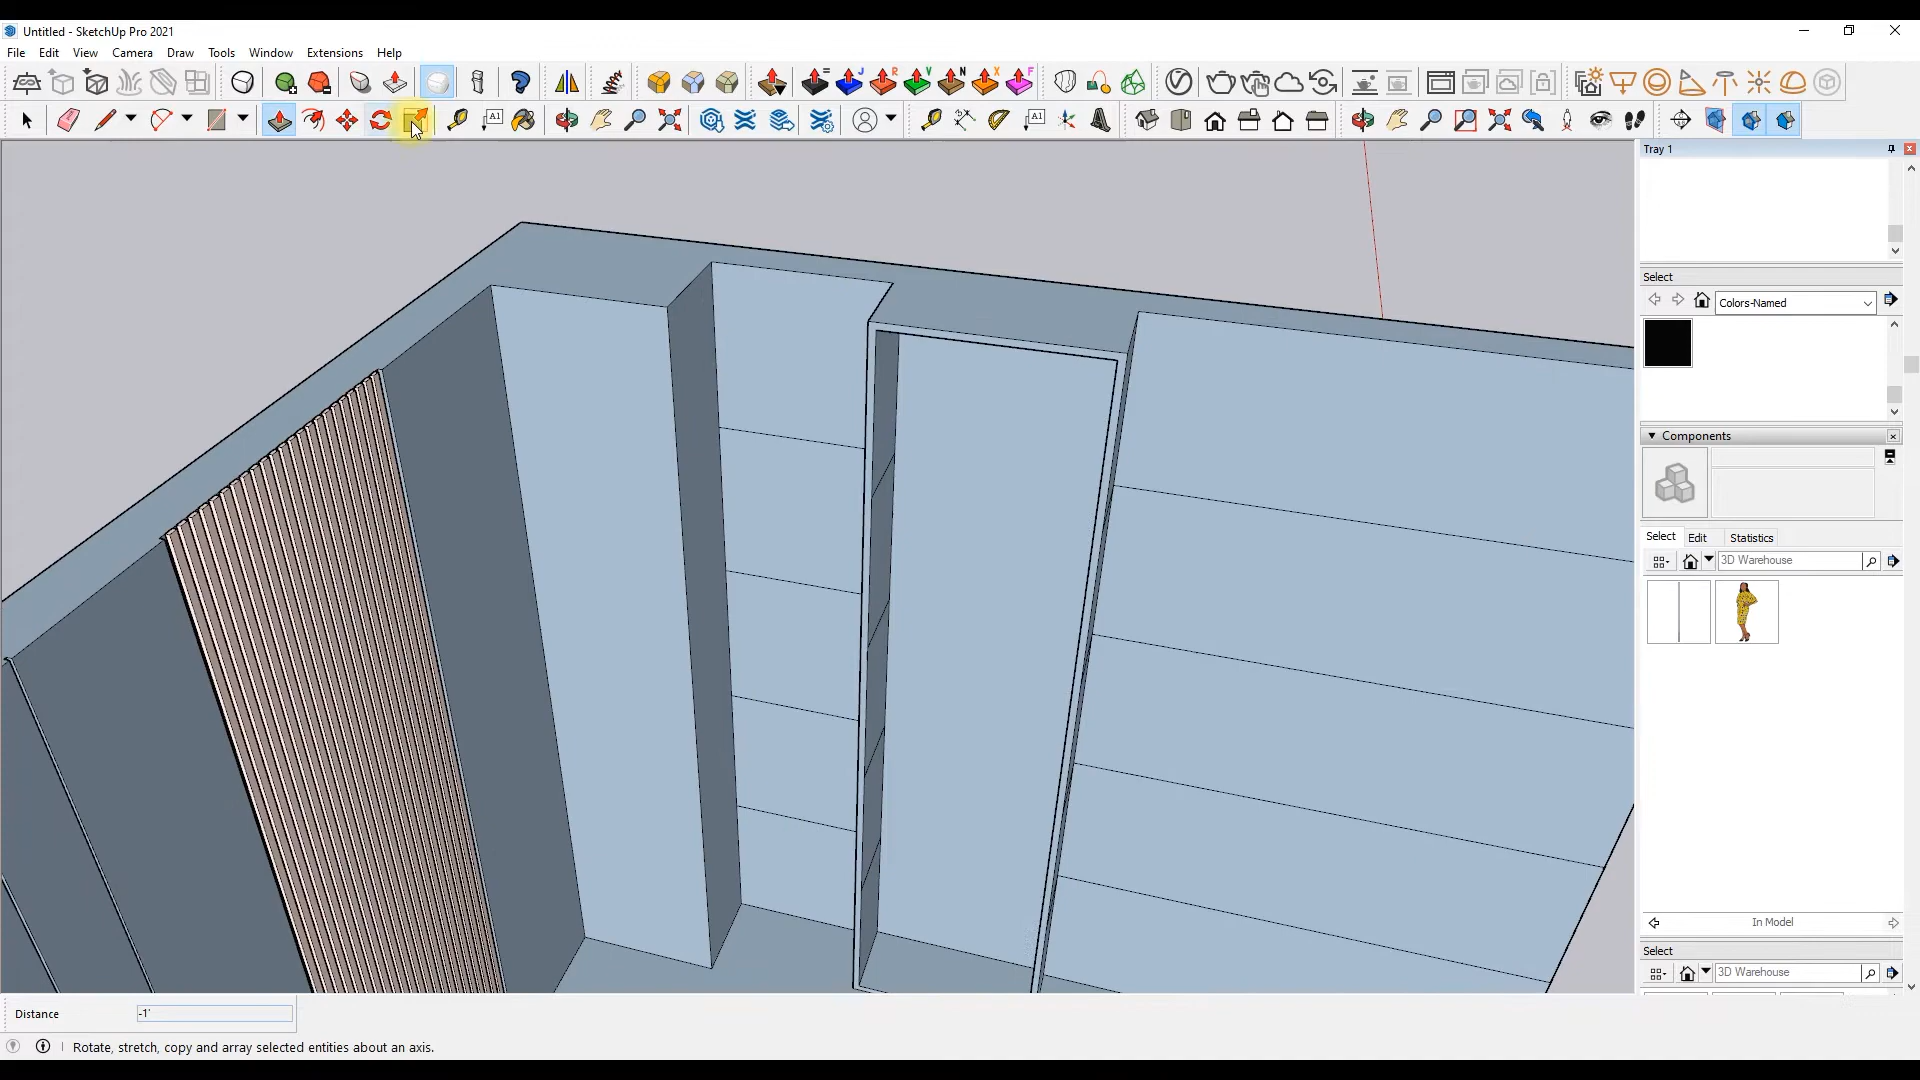 Untitled - SketchUp Pro 2021
File Edit View Camera Draw Tools Window Extensions Help
= J R V N X F
A1 A1
Tray 1
Select
Colors-Named
Components
Select Edit Statistics
3D Warehouse
In Model
Select
3D Warehouse
Distance -1'
Rotate, stretch, copy and array selected entities about an axis.